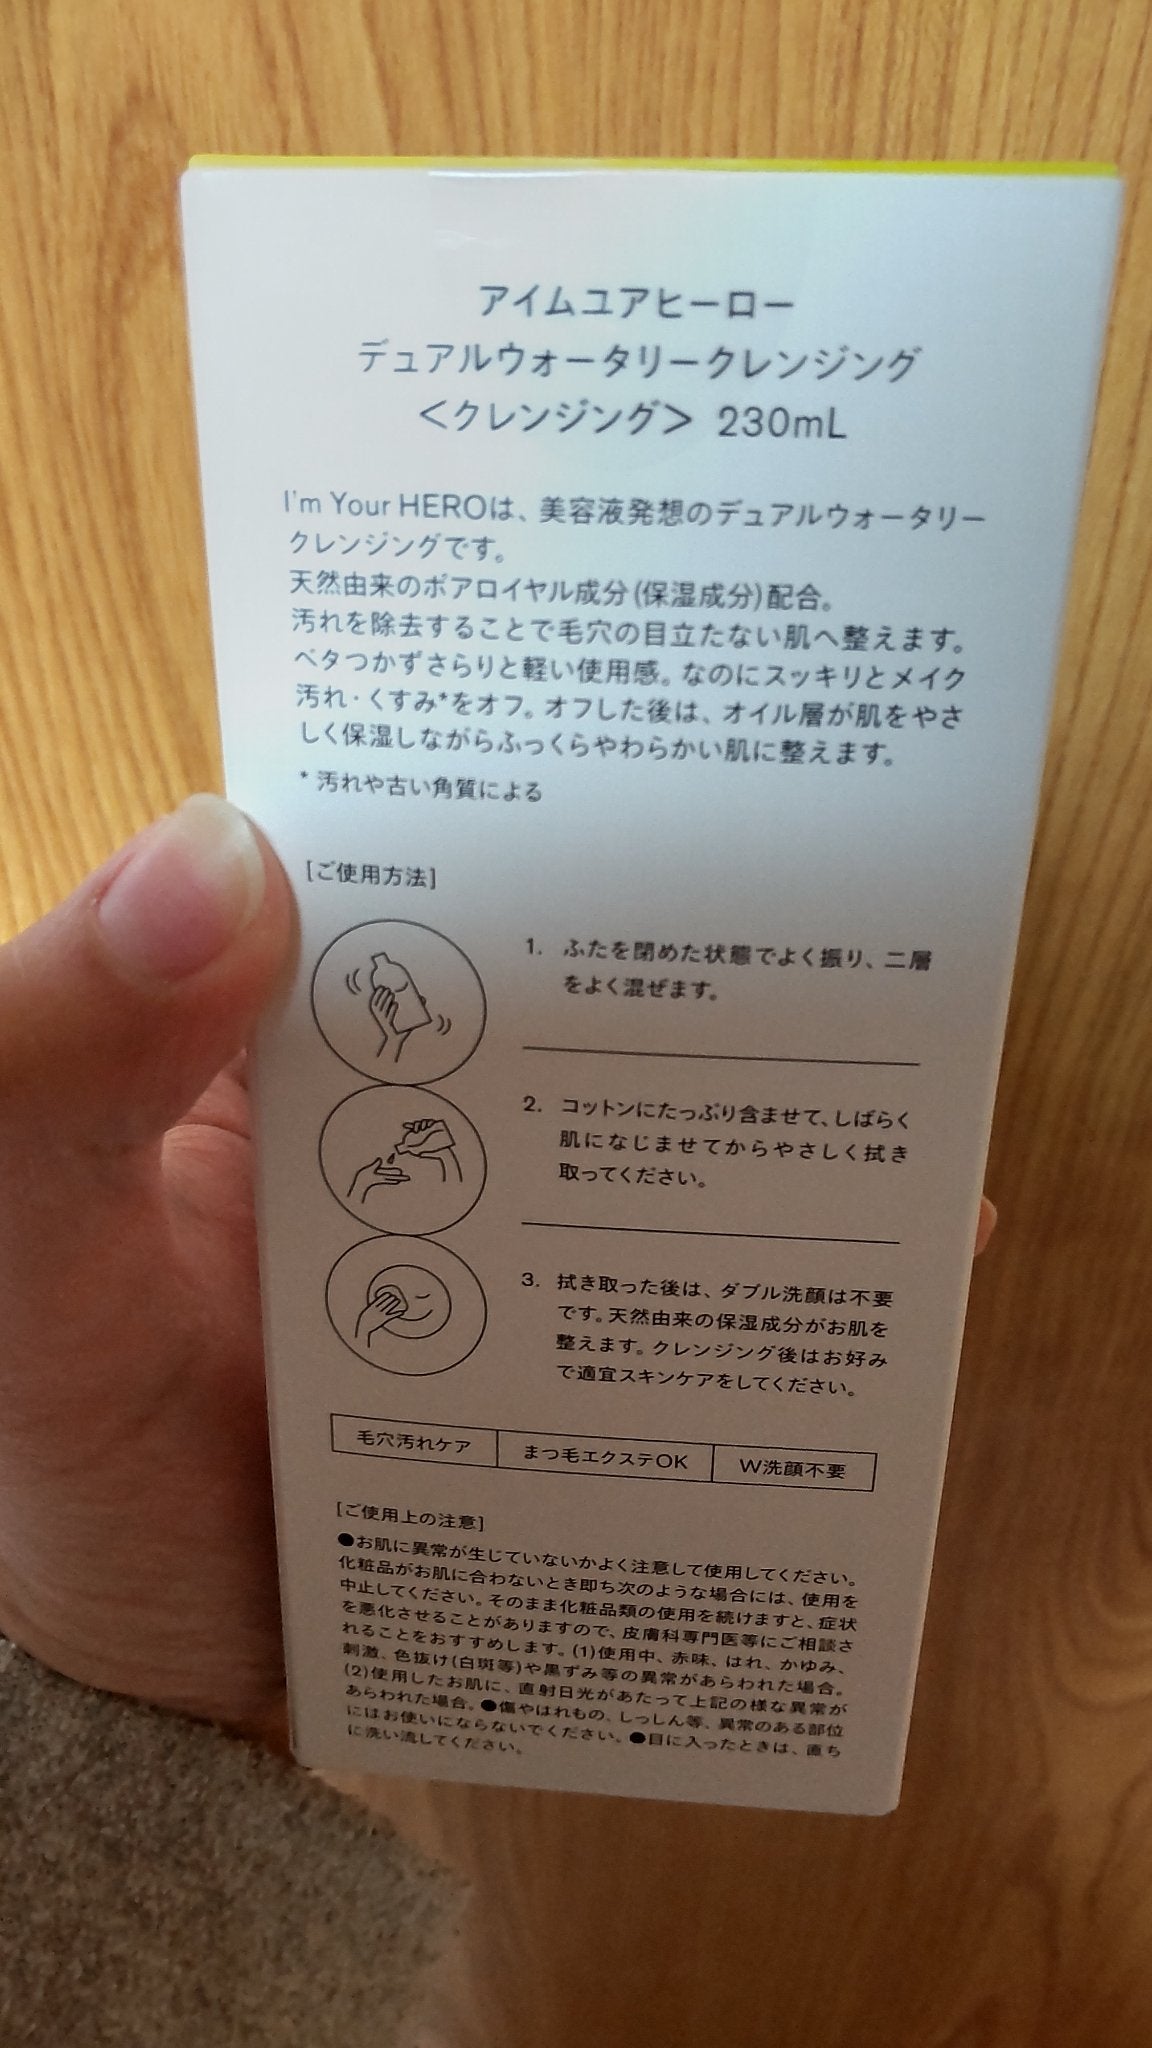 アイムユアヒーロー
デュアルウォータリークレンジング
＜クレンジング＞ 230mL
I'm Your HEROは、美容液発想のデュアルウォータリー
クレンジングです。
天然由来のポアロイヤル成分(保湿成分)配合。
汚れを除去することで毛穴の目立たない肌へ整えます。
ベタつかずさらりと軽い使用感。なのにスッキリとメイク
汚れ・くすみ*をオフ。オフした後は、オイル層が肌をやさ
しく保湿しながらふっくらやわらかい肌に整えます。
* 汚れや古い角質による
[ご使用方法]
1. ふたを閉めた状態でよく振り、二層
をよく混ぜます。
2. コットンにたっぷり含ませて、しばらく
肌になじませてからやさしく拭き
取ってください。
3. 拭き取った後は、ダブル洗顔は不要
です。天然由来の保湿成分がお肌を
整えます。クレンジング後はお好み
で適宜スキンケアをしてください。
毛穴汚れケア まつ毛エクステOK W洗顔不要
[ご使用上の注意]
●お肌に異常が生じていないかよく注意して使用してください。
化粧品がお肌に合わないとき即ち次のような場合には、使用を
中止してください。そのまま化粧品類の使用を続けますと、症状
を悪化させることがありますので、皮膚科専門医等にご相談さ
れることをおすすめします。(1)使用中、赤味、はれ、かゆみ、
刺激、色抜け(白斑等)や黒ずみ等の異常があらわれた場合。
(2)使用したお肌に、直射日光があたって上記の様な異常が
あらわれた場合。●傷やはれもの、しっしん等、異常のある部位
にはお使いにならないでください。●目に入ったときは、直ち
に洗い流してください。